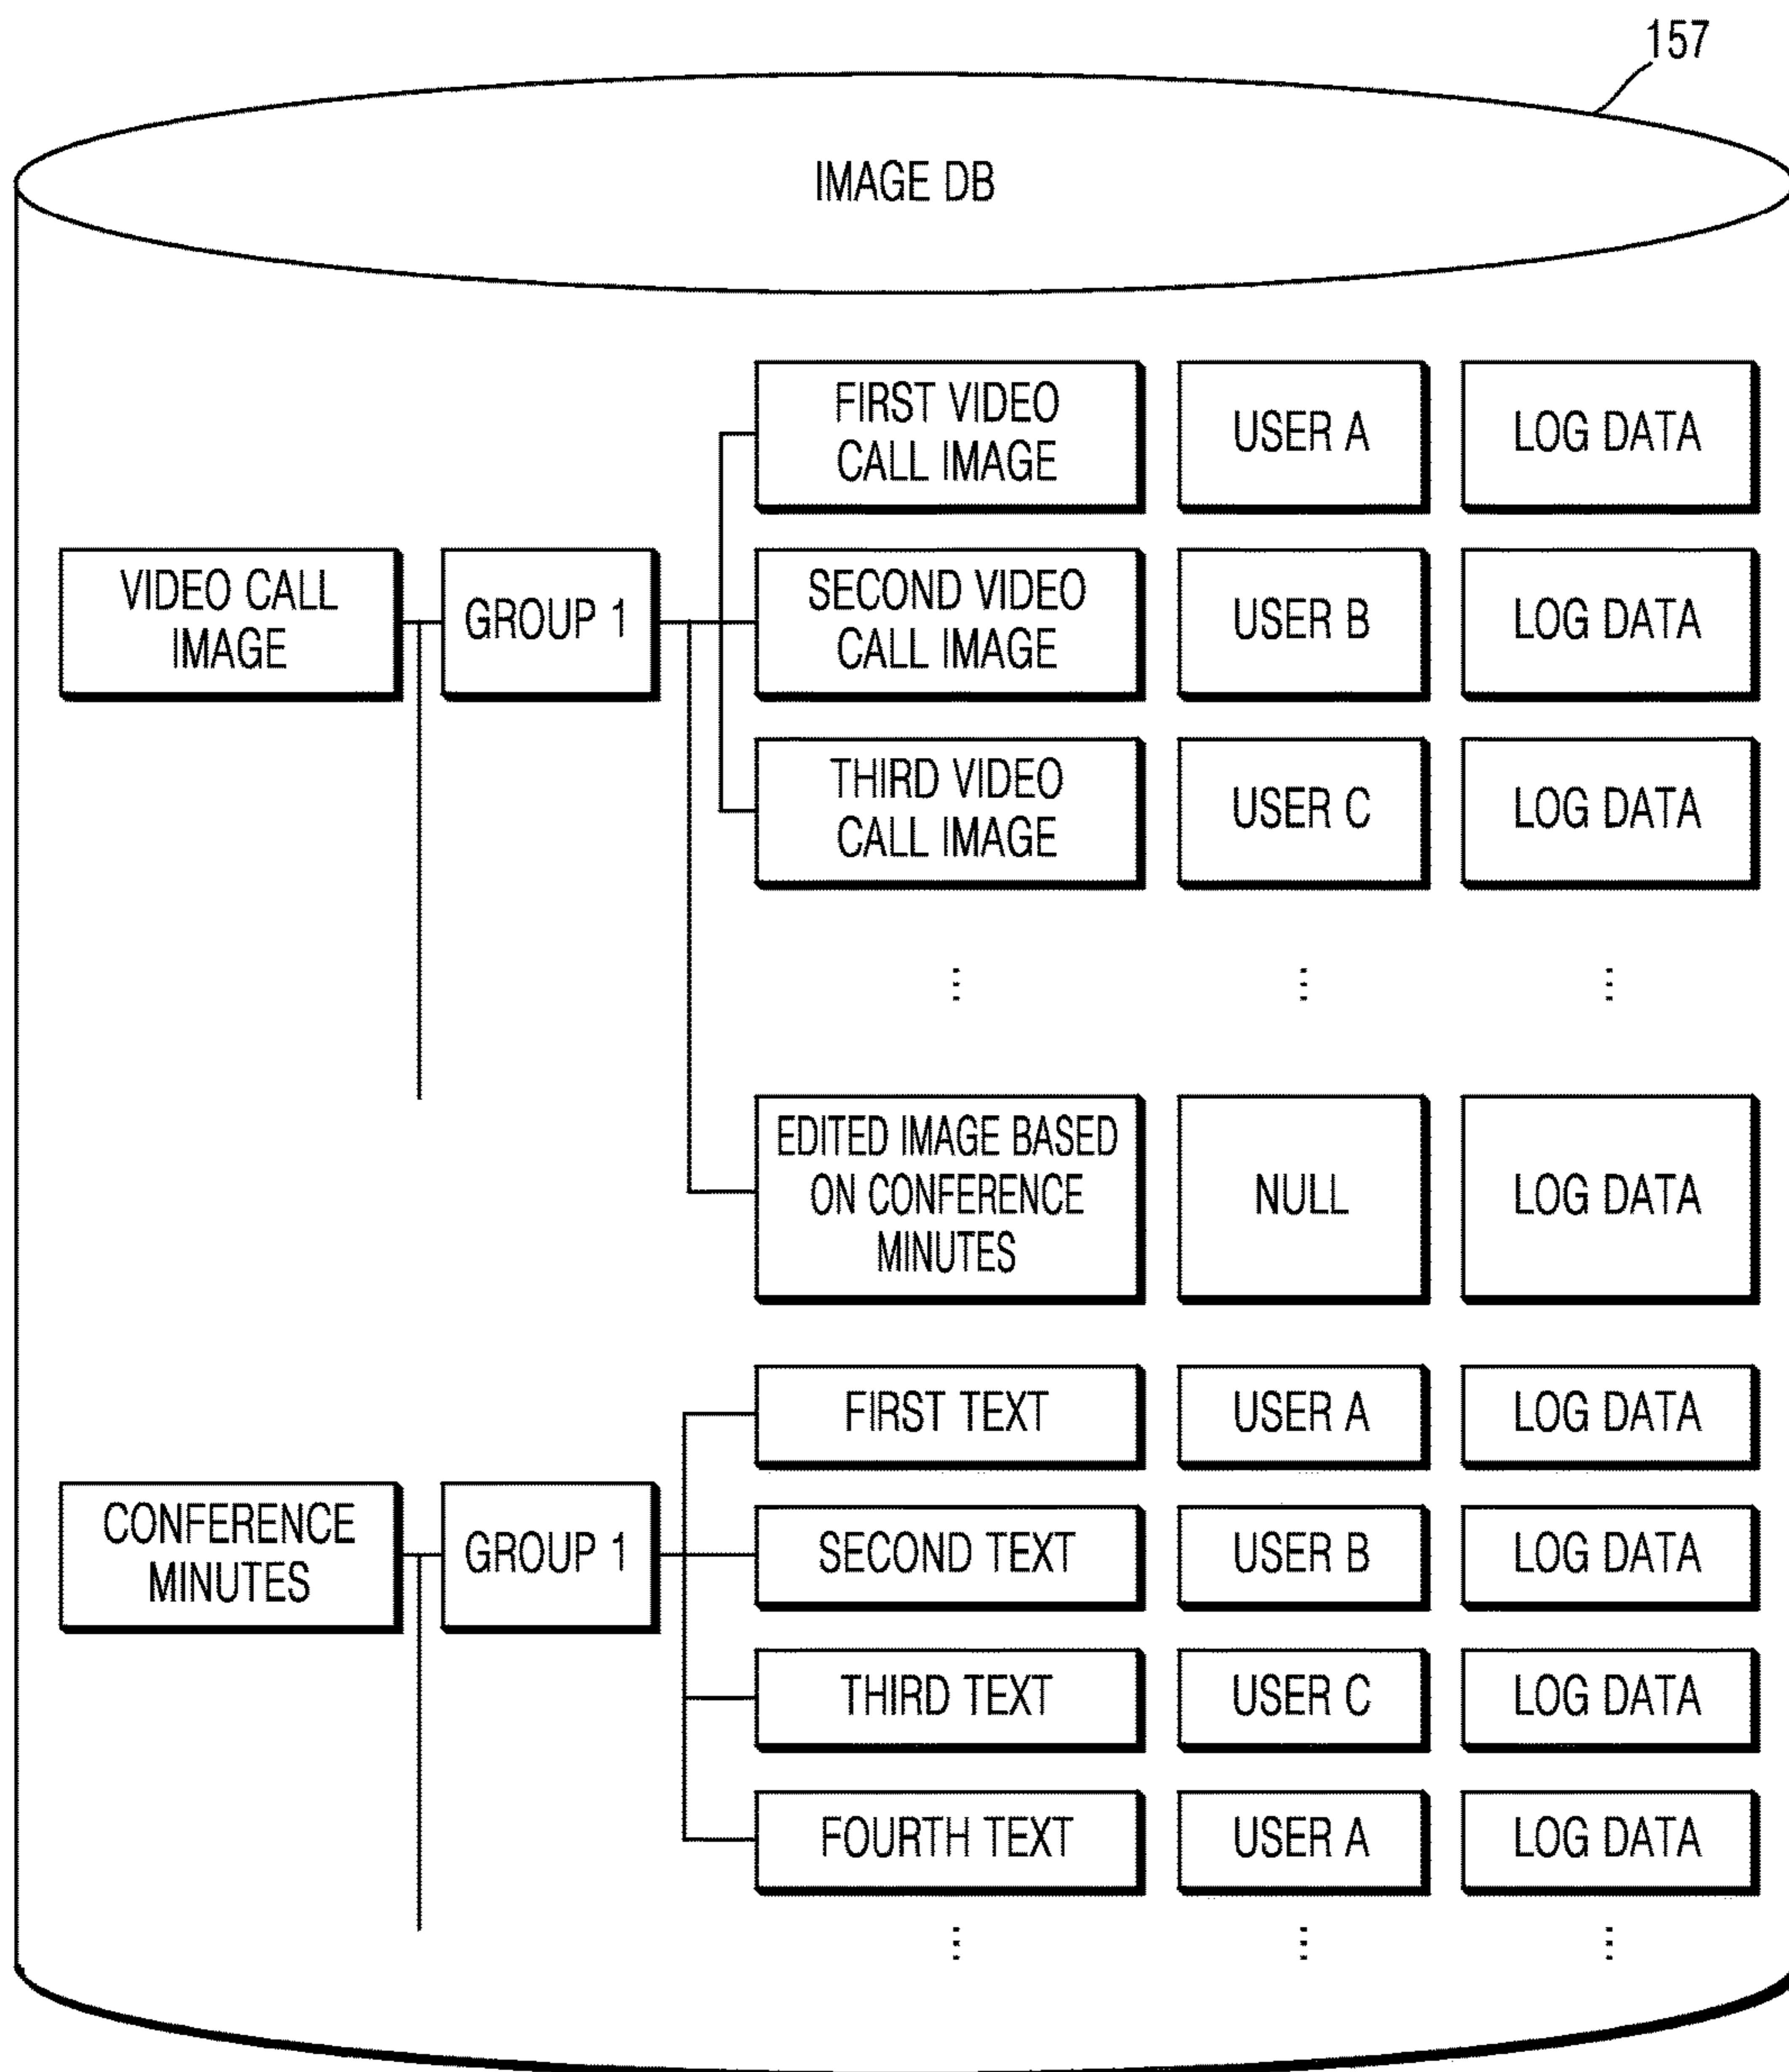 157
IMAGE DB
FIRST VIDEO
CALL IMAGE
USER A
LOG DATA
VIDEO CALL
IMAGE
GROUP 1
SECOND VIDEO
CALL IMAGE
USER B
LOG DATA
THIRD VIDEO
CALL IMAGE
USER C
LOG DATA
EDITED IMAGE BASED
ON CONFERENCE
MINUTES
NULL
LOG DATA
FIRST TEXT
USER A
LOG DATA
CONFERENCE
MINUTES
GROUP 1
SECOND TEXT
USER B
LOG DATA
THIRD TEXT
USER C
LOG DATA
FOURTH TEXT
USER A
LOG DATA